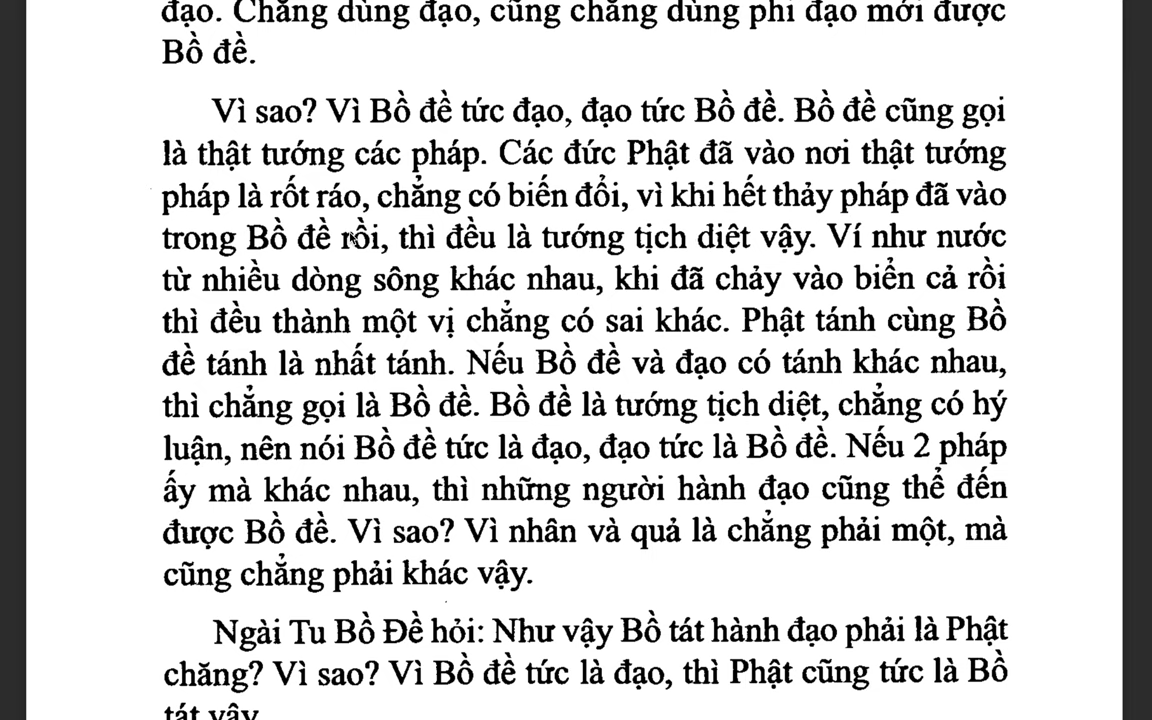 đạo. Chẳng dùng đạo, cũng chẳng dùng phi đạo mới được
Bồ đề.
Vì sao? Vì Bồ đề tức đạo, đạo tức Bồ đề. Bồ đề cũng gọi
là thật tướng các pháp. Các đức Phật đã vào nơi thật tướng
pháp là rốt ráo, chẳng có biến đổi, vì khi hết thảy pháp đã vào
trong Bồ đề rồi, thì đều là tướng tịch diệt vậy. Ví như nước
từ nhiều dòng sông khác nhau, khi đã chảy vào biển cả rồi
thì đều thành một vị chẳng có sai khác. Phật tánh cùng Bồ
đề tánh là nhất tánh. Nếu Bồ đề và đạo có tánh khác nhau,
thì chẳng gọi là Bồ đề. Bồ đề là tướng tịch diệt, chẳng có hý
luận, nên nói Bồ đề tức là đạo, đạo tức là Bồ đề. Nếu 2 pháp
ấy mà khác nhau, thì những người hành đạo cũng thể đến
được Bồ đề. Vì sao? Vì nhân và quả là chẳng phải một, mà
cũng chẳng phải khác vậy.
Ngài Tu Bồ Đề hỏi: Như vậy Bồ tát hành đạo phải là Phật
chăng? Vì sao? Vì Bồ đề tức là đạo, thì Phật cũng tức là Bồ
tát vậy